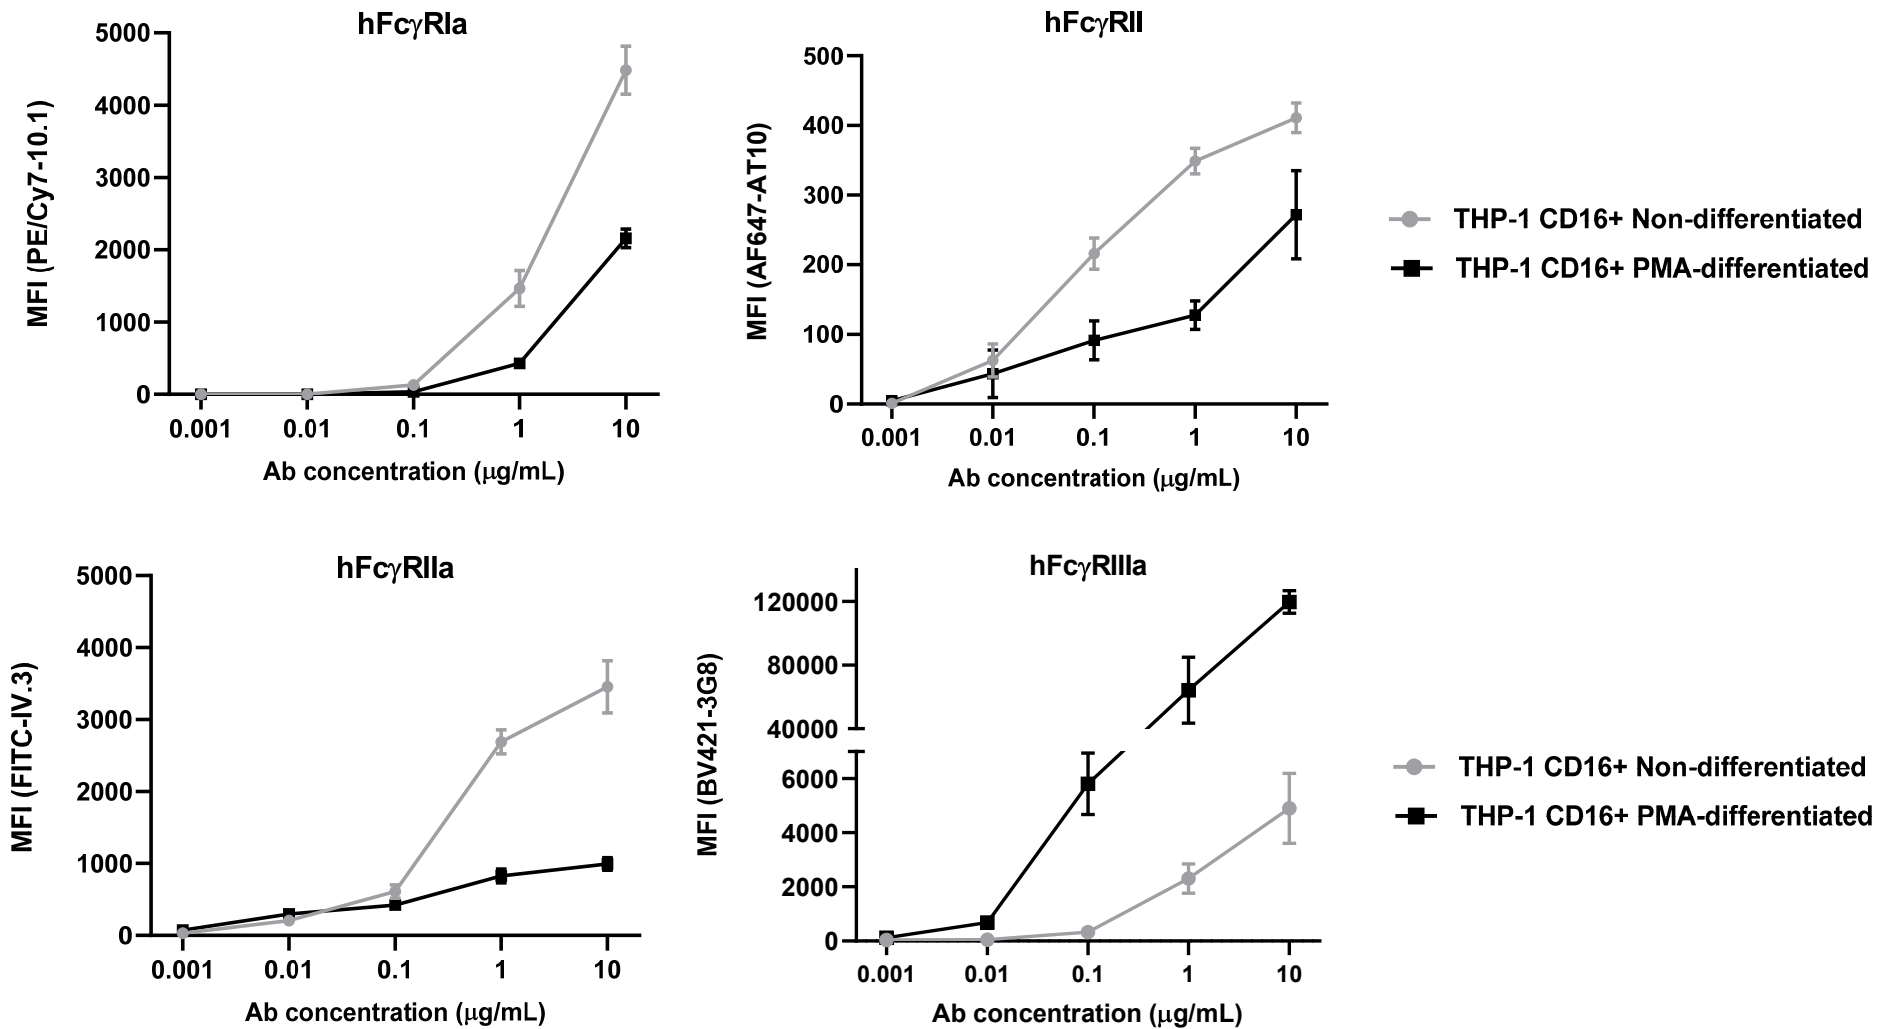 hFcγRIa
5000
4000
3000
2000
1000
0
MFI (PE/Cy7-10.1)
0.001 0.01 0.1 1 10
Ab concentration (μg/mL)
hFcγRII
500
400
300
200
100
0
MFI (AF647-AT10)
0.001 0.01 0.1 1 10
Ab concentration (μg/mL)
THP-1 CD16+ Non-differentiated
THP-1 CD16+ PMA-differentiated
hFcγRIIa
5000
4000
3000
2000
1000
0
MFI (FITC-IV.3)
0.001 0.01 0.1 1 10
Ab concentration (μg/mL)
hFcγRIIIa
120000
80000
40000
6000
4000
2000
0
MFI (BV421-3G8)
0.001 0.01 0.1 1 10
Ab concentration (μg/mL)
THP-1 CD16+ Non-differentiated
THP-1 CD16+ PMA-differentiated